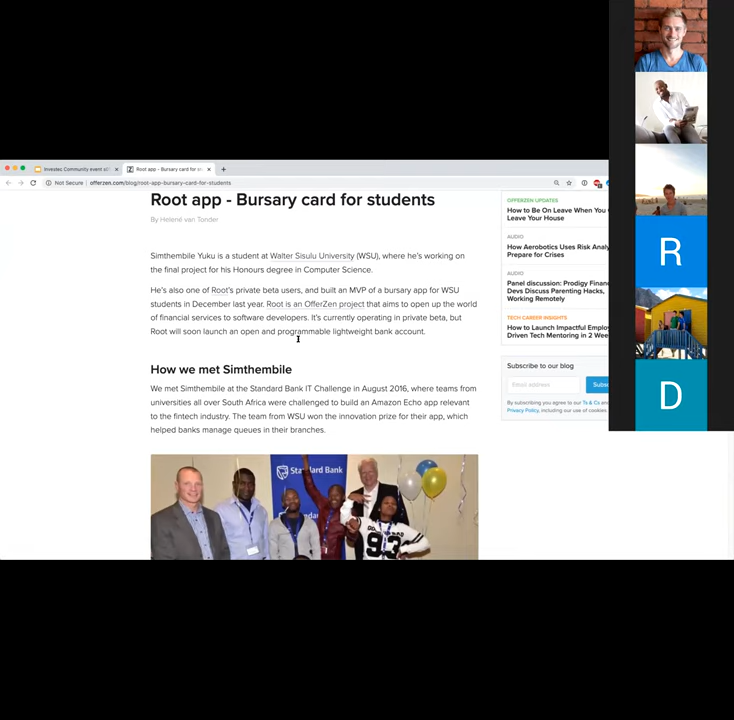 Investec Community event sli
Root app - Bursary card for st
Not Secure | offerzen.com/blog/root-app-bursary-card-for-students
Root app - Bursary card for students
By Helené van Tonder
Simthembile Yuku is a student at Walter Sisulu University (WSU), where he's working on
the final project for his Honours degree in Computer Science.
He's also one of Root's private beta users, and built an MVP of a bursary app for WSU
students in December last year. Root is an OfferZen project that aims to open up the world
of financial services to software developers. It's currently operating in private beta, but
Root will soon launch an open and programmable lightweight bank account.
How we met Simthembile
We met Simthembile at the Standard Bank IT Challenge in August 2016, where teams from
universities all over South Africa were challenged to build an Amazon Echo app relevant
to the fintech industry. The team from WSU won the innovation prize for their app, which
helped banks manage queues in their branches.
Standard Bank
93
OFFERZEN UPDATES
How to Be On Leave When You
Leave Your House
AUDIO
How Aerobotics Uses Risk Analy
Prepare for Crises
AUDIO
Panel discussion: Prodigy Finan
Devs Discuss Parenting Hacks,
Working Remotely
TECH CAREER INSIGHTS
How to Launch Impactful Emplo
Driven Tech Mentoring in 2 Wee
Subscribe to our blog
Email address
Subsc
By subscribing you agree to our Ts & Cs and
Privacy Policy, including our use of cookies.
R
D